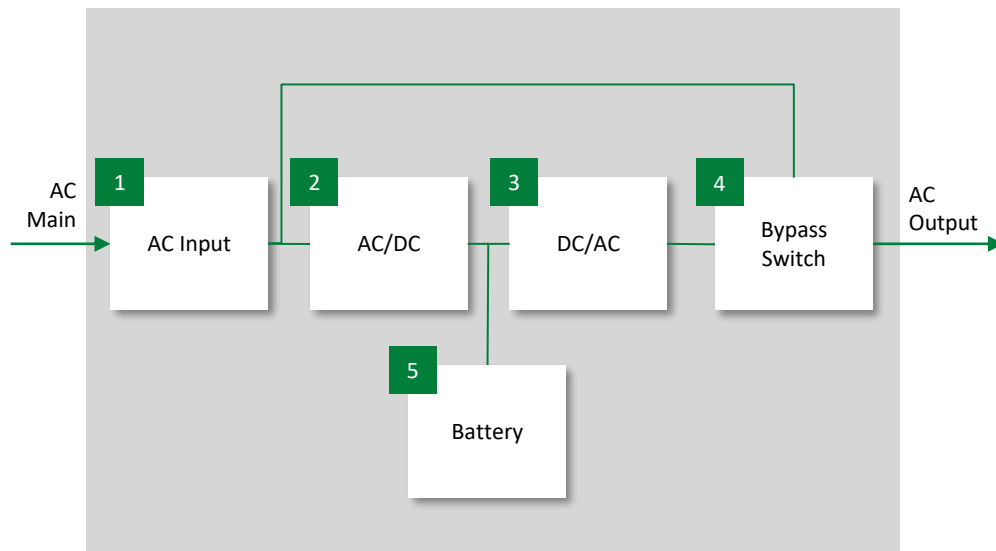 AC
Main
1
AC Input
2
AC/DC
3
DC/AC
4
Bypass
Switch
AC
Output
5
Battery